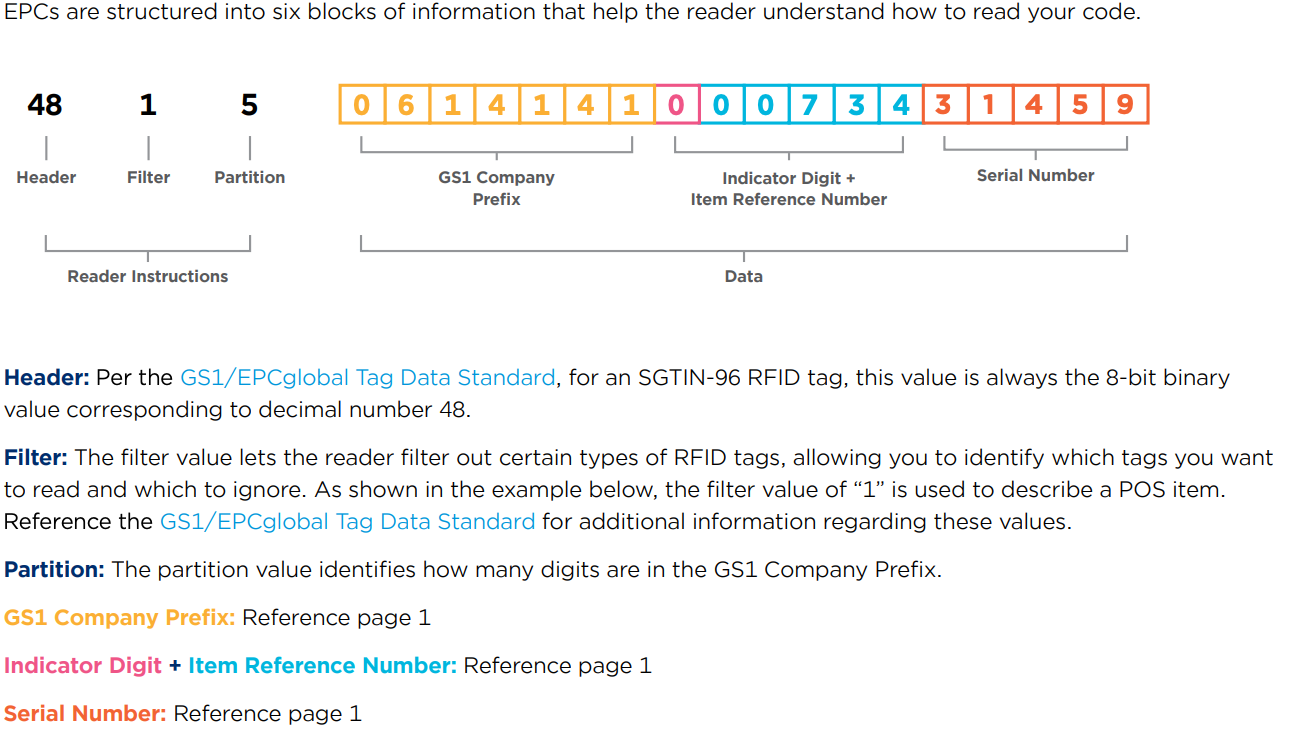 EPCs are structured into six blocks of information that help the reader understand how to read your code.
48 1 5 0 6 1 4 1 4 1 0 0 0 7 3 4 3 1 4 5 9
Header Filter Partition GS1 Company Prefix Indicator Digit + Item Reference Number Serial Number
Reader Instructions Data
Header: Per the GS1/EPCglobal Tag Data Standard, for an SGTIN-96 RFID tag, this value is always the 8-bit binary
value corresponding to decimal number 48.
Filter: The filter value lets the reader filter out certain types of RFID tags, allowing you to identify which tags you want
to read and which to ignore. As shown in the example below, the filter value of “1” is used to describe a POS item.
Reference the GS1/EPCglobal Tag Data Standard for additional information regarding these values.
Partition: The partition value identifies how many digits are in the GS1 Company Prefix.
GS1 Company Prefix: Reference page 1
Indicator Digit + Item Reference Number: Reference page 1
Serial Number: Reference page 1